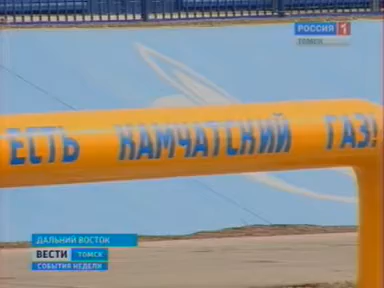 РОССИЯ 1
ТОМСК
ЕСТЬ КАМЧАТСКИЙ ГАЗ!
ДАЛЬНИЙ ВОСТОК
ВЕСТИ ТОМСК
СОБЫТИЯ НЕДЕЛИ